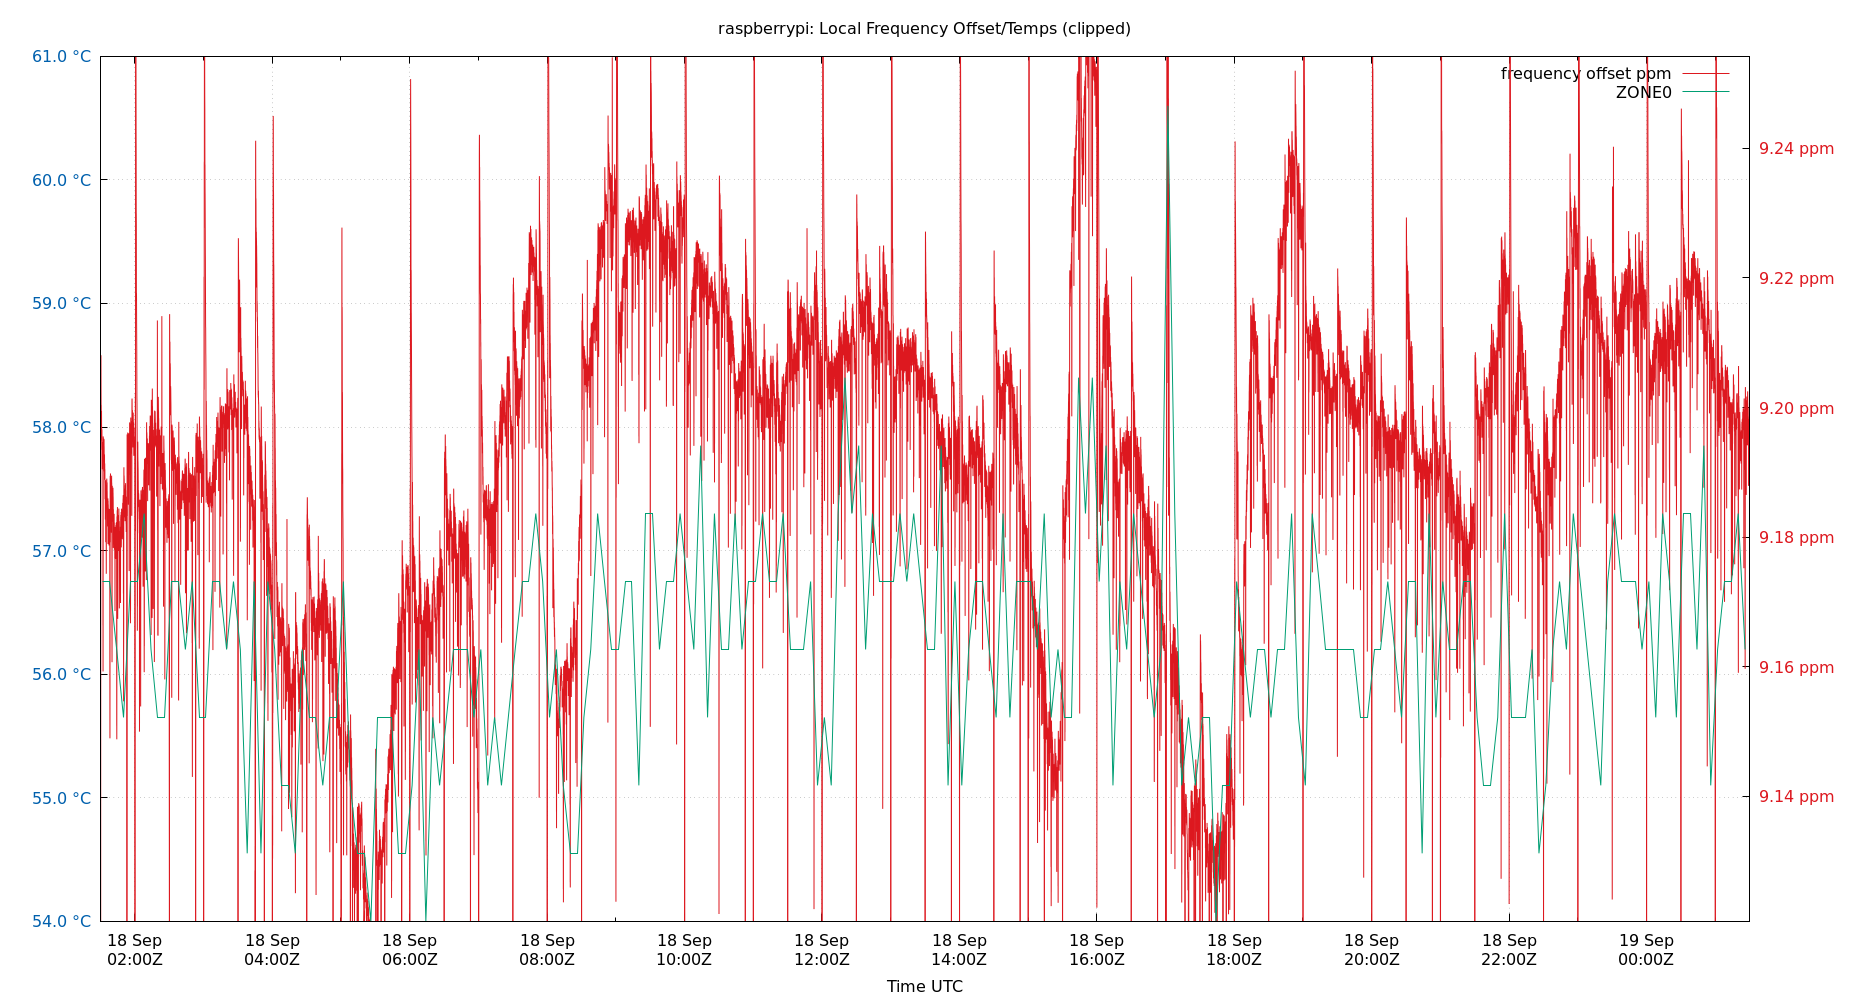 raspberrypi: Local Frequency Offset/Temps (clipped)
61.0 °C
60.0 °C
59.0 °C
58.0 °C
57.0 °C
56.0 °C
55.0 °C
54.0 °C
frequency offset ppm
ZONE0
9.24 ppm
9.22 ppm
9.20 ppm
9.18 ppm
9.16 ppm
9.14 ppm
18 Sep
02:00Z
18 Sep
04:00Z
18 Sep
06:00Z
18 Sep
08:00Z
18 Sep
10:00Z
18 Sep
12:00Z
18 Sep
14:00Z
18 Sep
16:00Z
18 Sep
18:00Z
18 Sep
20:00Z
18 Sep
22:00Z
19 Sep
00:00Z
Time UTC